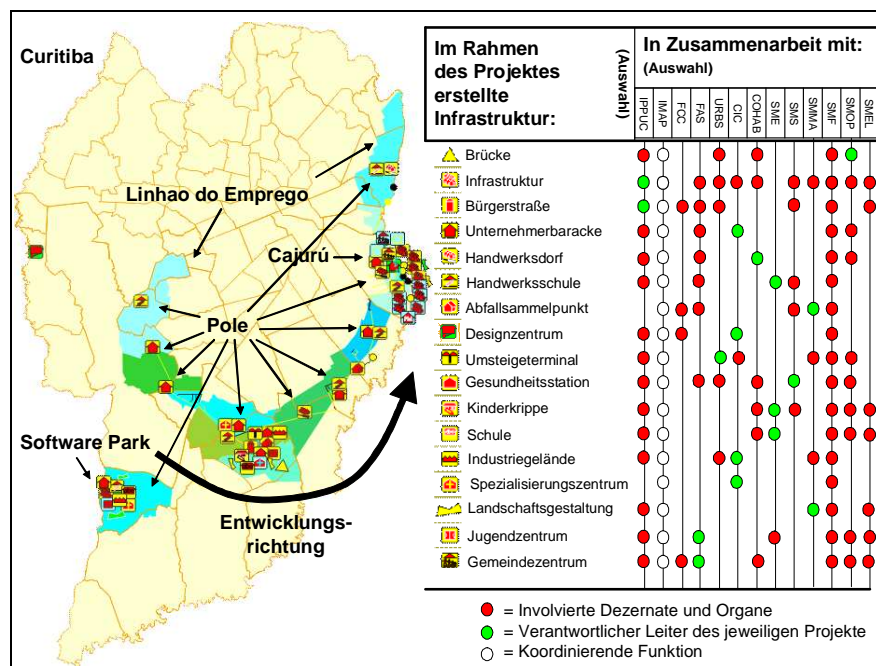 Curitiba
Linhao do Emprego
Cajurú
Pole
Software Park
Entwicklungs-
richtung
Im Rahmen
des Projektes
erstellte
Infrastruktur:
(Auswahl)
In Zusammenarbeit mit:
(Auswahl)
IPPUC
IMAP
FCC
FAS
URBS
CIC
COHAB
SME
SMS
SMMA
SMF
SMOP
SMEL
Brücke
Infrastruktur
Bürgerstraße
Unternehmerbaracke
Handwerksdorf
Handwerksschule
Abfallsammelpunkt
Designzentrum
Umsteigeterminal
Gesundheitsstation
Kinderkrippe
Schule
Industriegelände
Spezialisierungszentrum
Landschaftsgestaltung
Jugendzentrum
Gemeindezentrum
= Involvierte Dezernate und Organe
= Verantwortlicher Leiter des jeweiligen Projekte
= Koordinierende Funktion